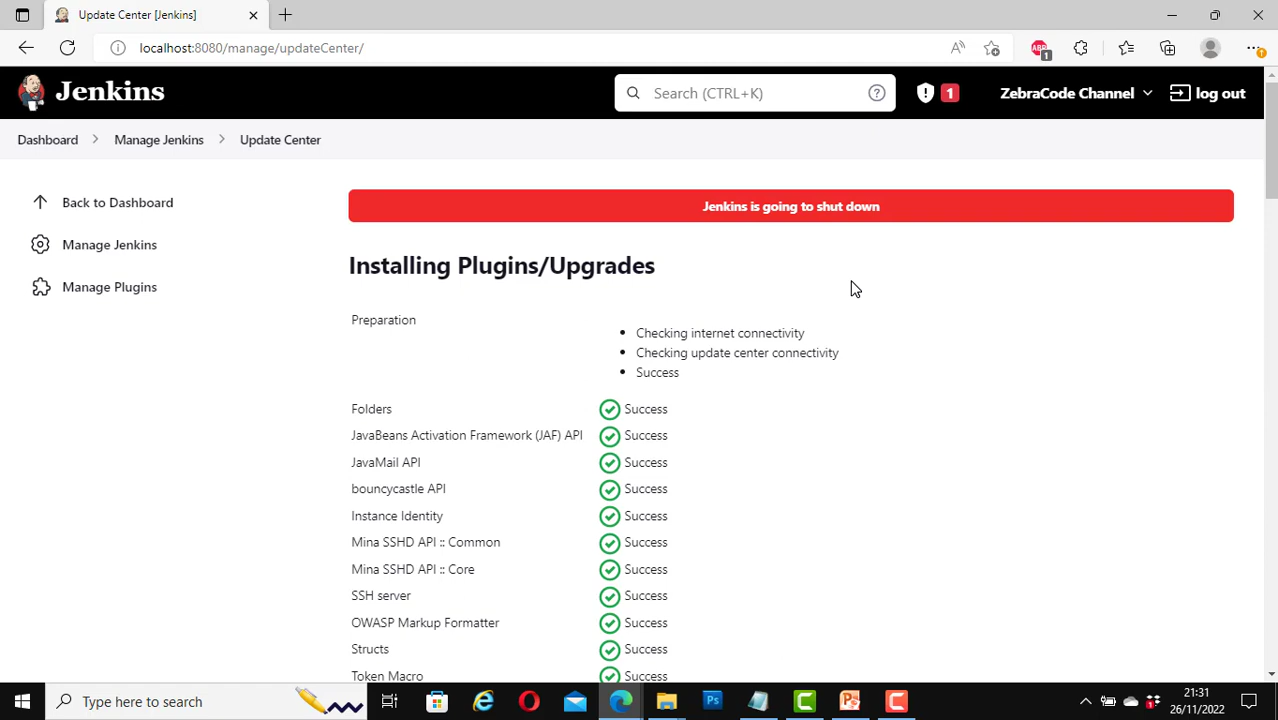 Update Center [Jenkins]
localhost:8080/manage/updateCenter/
ABP
1
Jenkins
Search (CTRL+K)
1
ZebraCode Channel
log out
Dashboard
Manage Jenkins
Update Center
Back to Dashboard
Manage Jenkins
Manage Plugins
Jenkins is going to shut down
Installing Plugins/Upgrades
Preparation
Checking internet connectivity
Checking update center connectivity
Success
Folders Success
JavaBeans Activation Framework (JAF) API Success
JavaMail API Success
bouncycastle API Success
Instance Identity Success
Mina SSHD API :: Common Success
Mina SSHD API :: Core Success
SSH server Success
OWASP Markup Formatter Success
Structs Success
Token Macro Success
Type here to search
Ps
21:31
26/11/2022